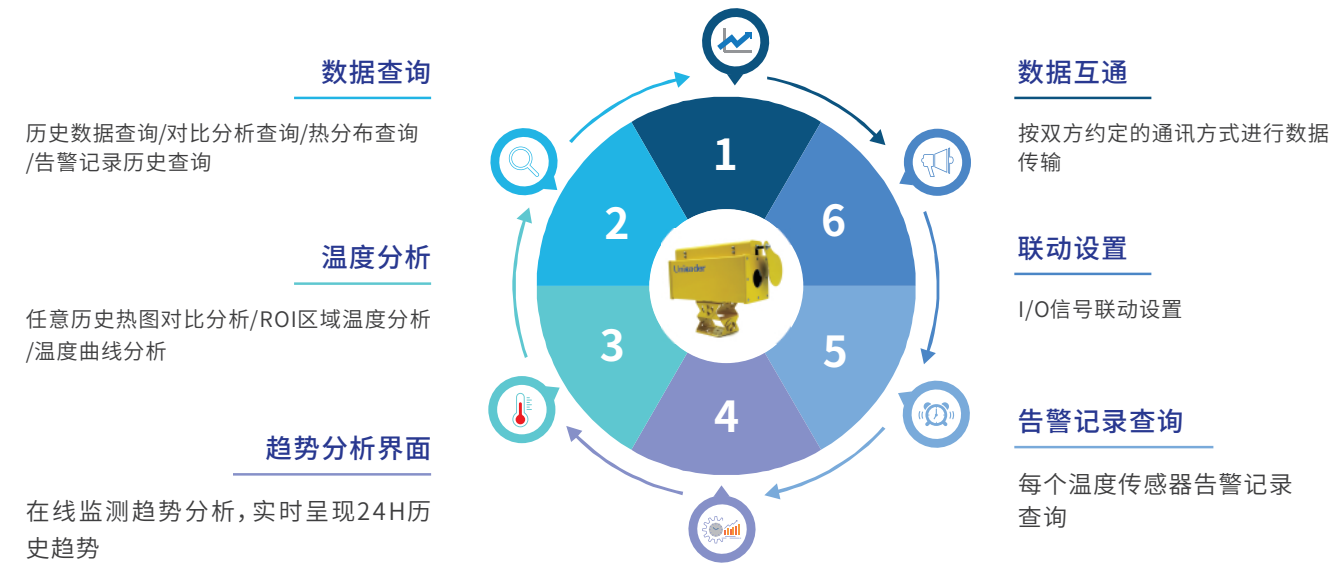 数据查询
历史数据查询/对比分析查询/热分布查询
/告警记录历史查询
温度分析
任意历史热图对比分析/ROI区域温度分析
/温度曲线分析
趋势分析界面
在线监测趋势分析，实时呈现24H历
史趋势
1
2
3
4
5
6
数据互通
按双方约定的通讯方式进行数据
传输
联动设置
I/O信号联动设置
告警记录查询
每个温度传感器告警记录
查询